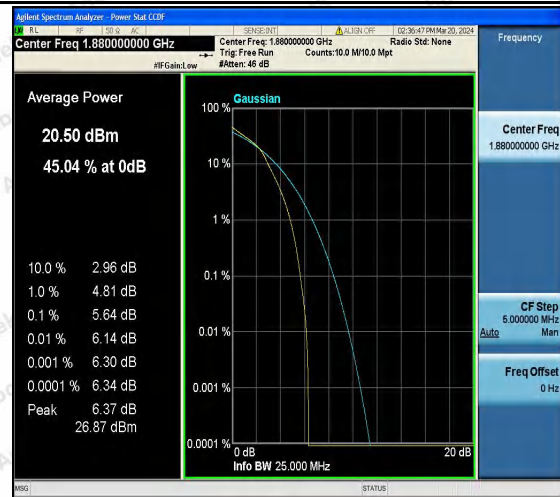 Agilent Spectrum Analyzer - Power Stat CCDF
RL RF 50 Ω AC SENSE:INT ALIGN OFF 02:36:47 PM Mar 20, 2024
Center Freq 1.880000000 GHz
Center Freq: 1.880000000 GHz Radio Std: None
Trig: Free Run Counts:10.0 M/10.0 Mpt
#IFGain:Low #Atten: 46 dB
Frequency
Average Power
20.50 dBm
45.04 % at 0dB
10.0 % 2.96 dB
1.0 % 4.81 dB
0.1 % 5.64 dB
0.01 % 6.14 dB
0.001 % 6.30 dB
0.0001 % 6.34 dB
Peak 6.37 dB
26.87 dBm
100 % Gaussian
10 %
1 %
0.1 %
0.01 %
0.001 %
0.0001 %
0 dB 20 dB
Info BW 25.000 MHz
Center Freq
1.880000000 GHz
CF Step
5.000000 MHz
Auto Man
Freq Offset
0 Hz
MSG STATUS